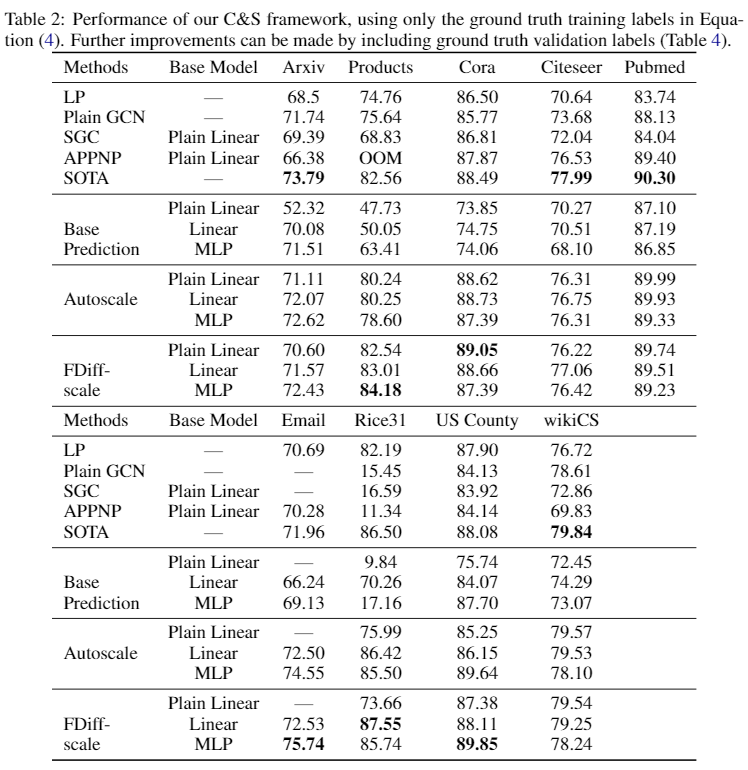 Table 2: Performance of our C&S framework, using only the ground truth training labels in Equa-
tion (4). Further improvements can be made by including ground truth validation labels (Table 4).
Methods Base Model Arxiv Products Cora Citeseer Pubmed
LP — 68.5 74.76 86.50 70.64 83.74
Plain GCN — 71.74 75.64 85.77 73.68 88.13
SGC Plain Linear 69.39 68.83 86.81 72.04 84.04
APPNP Plain Linear 66.38 OOM 87.87 76.53 89.40
SOTA — 73.79 82.56 88.49 77.99 90.30
Plain Linear 52.32 47.73 73.85 70.27 87.10
Base Linear 70.08 50.05 74.75 70.51 87.19
Prediction MLP 71.51 63.41 74.06 68.10 86.85
Plain Linear 71.11 80.24 88.62 76.31 89.99
Autoscale Linear 72.07 80.25 88.73 76.75 89.93
MLP 72.62 78.60 87.39 76.31 89.33
Plain Linear 70.60 82.54 89.05 76.22 89.74
FDiff- Linear 71.57 83.01 88.66 77.06 89.51
scale MLP 72.43 84.18 87.39 76.42 89.23
Methods Base Model Email Rice31 US County wikiCS
LP — 70.69 82.19 87.90 76.72
Plain GCN — — 15.45 84.13 78.61
SGC Plain Linear — 16.59 83.92 72.86
APPNP Plain Linear 70.28 11.34 84.14 69.83
SOTA — 71.96 86.50 88.08 79.84
Plain Linear — 9.84 75.74 72.45
Base Linear 66.24 70.26 84.07 74.29
Prediction MLP 69.13 17.16 87.70 73.07
Plain Linear — 75.99 85.25 79.57
Autoscale Linear 72.50 86.42 86.15 79.53
MLP 74.55 85.50 89.64 78.10
Plain Linear — 73.66 87.38 79.54
FDiff- Linear 72.53 87.55 88.11 79.25
scale MLP 75.74 85.74 89.85 78.24